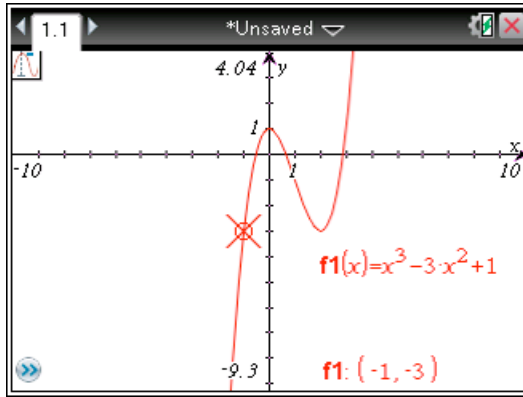 1.1
*Unsaved
4.04
y
1
x
-10
1
10
f1(x)=x³-3·x²+1
-9.3
f1: (-1,-3)